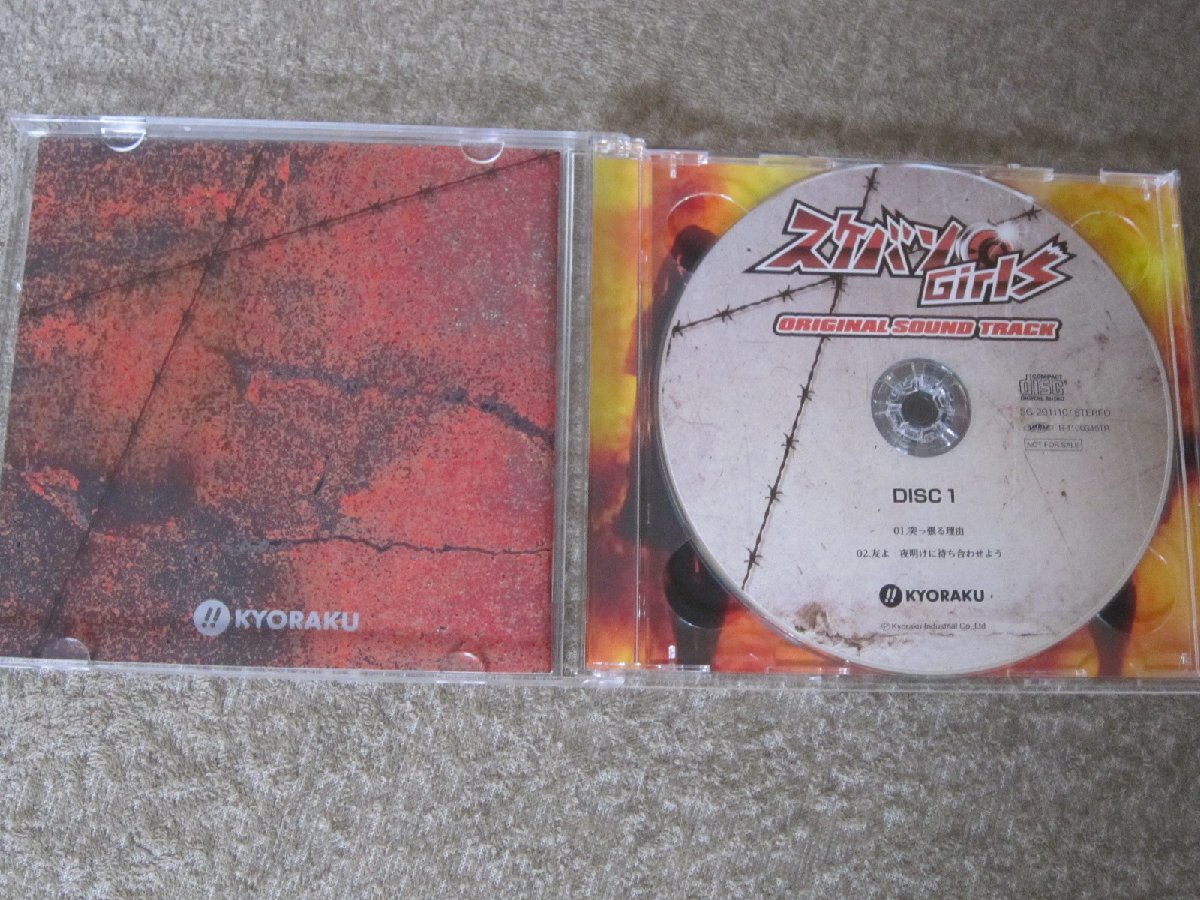 !! KYORAKU
スケバン
Girls
ORIGINAL SOUND TRACK
COMPACT
disc
DIGITAL AUDIO
STEREO
NOT FOR SALE
DISC 1
01.突っ張る理由
02.友よ 夜明けに待ち合わせよう
!! KYORAKU
Ⓟ Kyoraku Industrial Co.,Ltd